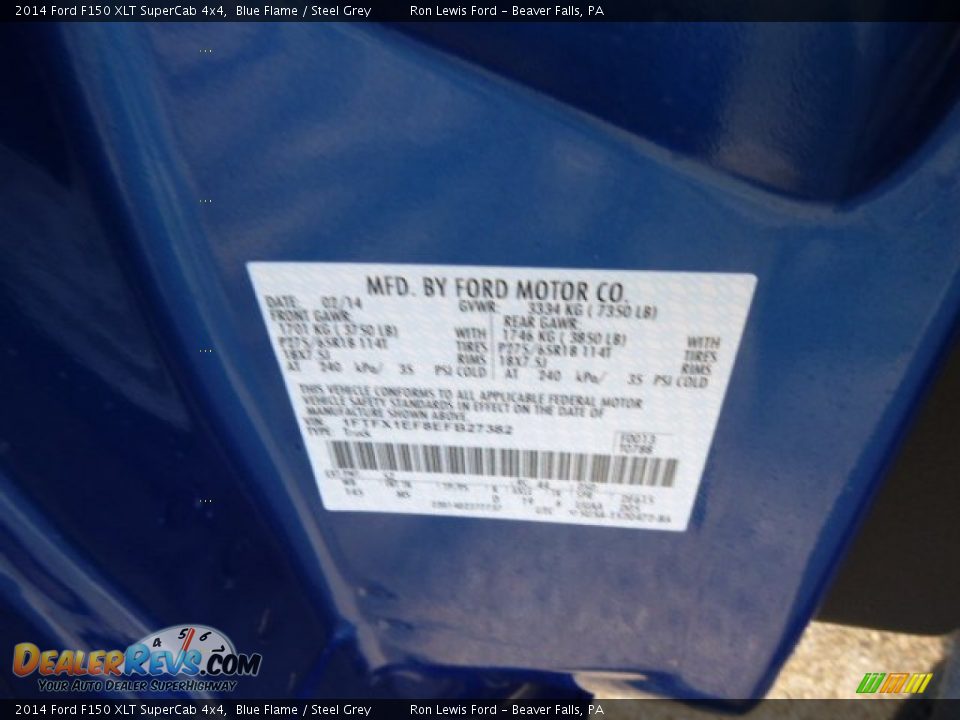 2014 Ford F150 XLT SuperCab 4x4, Blue Flame / Steel Grey Ron Lewis Ford – Beaver Falls, PA
MFD. BY FORD MOTOR CO.
DATE: 02/14 GVWR: 3334 KG ( 7350 LB)
FRONT GAWR: REAR GAWR:
1701 KG ( 3750 LB) WITH 1746 KG ( 3850 LB) WITH
P275/65R18 114T TIRES P275/65R18 114T TIRES
18X7.5J RIMS 18X7.5J RIMS
AT 240 kPa/ 35 PSI COLD AT 240 kPa/ 35 PSI COLD
THIS VEHICLE CONFORMS TO ALL APPLICABLE FEDERAL MOTOR
VEHICLE SAFETY STANDARDS IN EFFECT ON THE DATE OF
MANUFACTURE SHOWN ABOVE.
VIN: 1FTFX1EF8EFB27382
TYPE: Truck
F0013
T0788
145
4 5 6
DealerRevs.com
Your Auto Dealer SuperHighway
2014 Ford F150 XLT SuperCab 4x4, Blue Flame / Steel Grey Ron Lewis Ford – Beaver Falls, PA